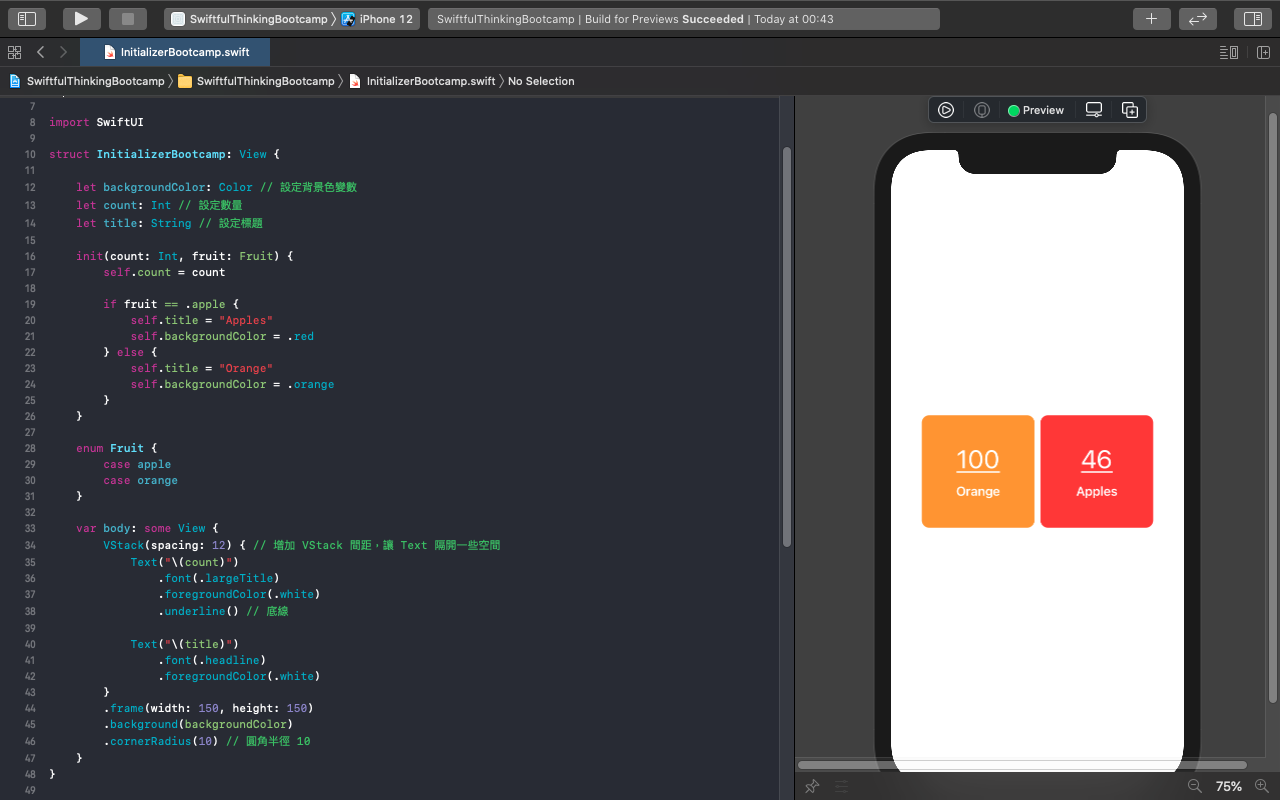 SwiftfulThinkingBootcamp 〉 iPhone 12
SwiftfulThinkingBootcamp | Build for Previews Succeeded | Today at 00:43
InitializerBootcamp.swift
SwiftfulThinkingBootcamp 〉 SwiftfulThinkingBootcamp 〉 InitializerBootcamp.swift 〉 No Selection
7
8 import SwiftUI
9
10 struct InitializerBootcamp: View {
11
12     let backgroundColor: Color // 設定背景色變數
13     let count: Int // 設定數量
14     let title: String // 設定標題
15
16     init(count: Int, fruit: Fruit) {
17         self.count = count
18
19         if fruit == .apple {
20             self.title = "Apples"
21             self.backgroundColor = .red
22         } else {
23             self.title = "Orange"
24             self.backgroundColor = .orange
25         }
26     }
27
28     enum Fruit {
29         case apple
30         case orange
31     }
32
33     var body: some View {
34         VStack(spacing: 12) { // 增加 VStack 間距，讓 Text 隔開一些空間
35             Text("\(count)")
36                 .font(.largeTitle)
37                 .foregroundColor(.white)
38                 .underline() // 底線
39
40             Text("\(title)")
41                 .font(.headline)
42                 .foregroundColor(.white)
43         }
44         .frame(width: 150, height: 150)
45         .background(backgroundColor)
46         .cornerRadius(10) // 圓角半徑 10
47     }
48 }
49
Preview
100 46
Orange Apples
75%